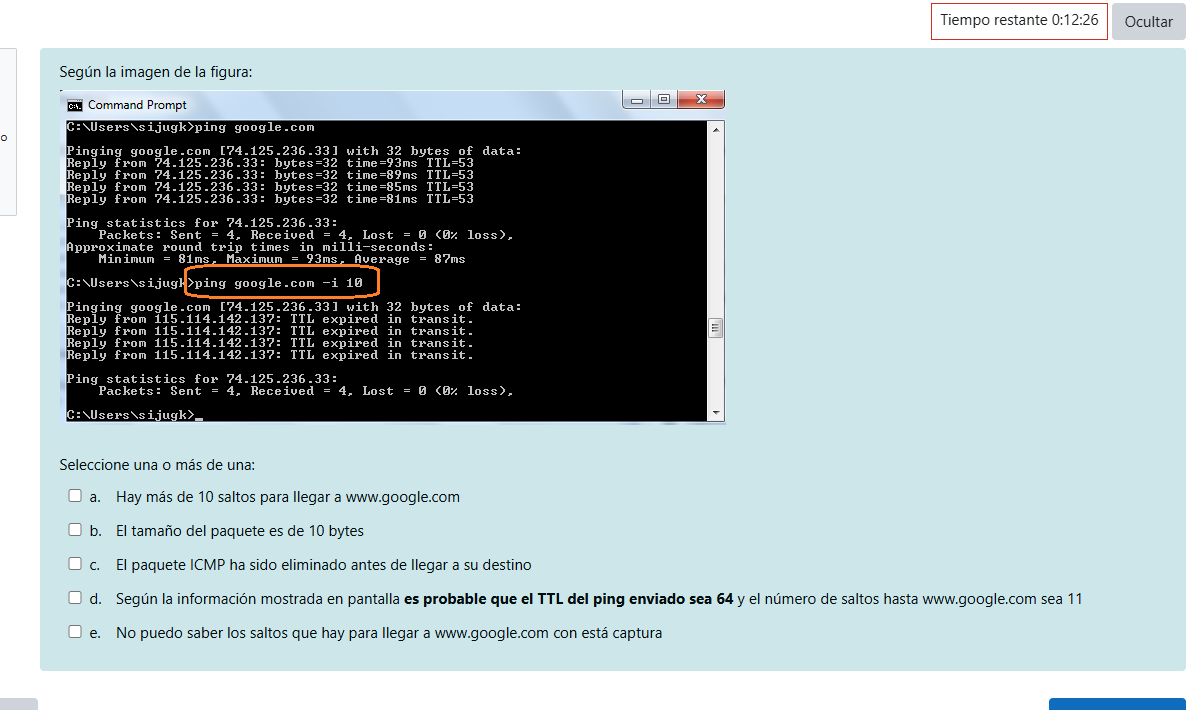 Tiempo restante 0:12:26
Ocultar
o
Según la imagen de la figura:
C:\. Command Prompt
C:\Users\sijugk>ping google.com
Pinging google.com [74.125.236.33] with 32 bytes of data:
Reply from 74.125.236.33: bytes=32 time=93ms TTL=53
Reply from 74.125.236.33: bytes=32 time=89ms TTL=53
Reply from 74.125.236.33: bytes=32 time=85ms TTL=53
Reply from 74.125.236.33: bytes=32 time=81ms TTL=53
Ping statistics for 74.125.236.33:
Packets: Sent = 4, Received = 4, Lost = 0 (0% loss),
Approximate round trip times in milli-seconds:
Minimum = 81ms, Maximum = 93ms, Average = 87ms
C:\Users\sijugk>ping google.com -i 10
Pinging google.com [74.125.236.33] with 32 bytes of data:
Reply from 115.114.142.137: TTL expired in transit.
Reply from 115.114.142.137: TTL expired in transit.
Reply from 115.114.142.137: TTL expired in transit.
Reply from 115.114.142.137: TTL expired in transit.
Ping statistics for 74.125.236.33:
Packets: Sent = 4, Received = 4, Lost = 0 (0% loss),
C:\Users\sijugk>_
Seleccione una o más de una:
a. Hay más de 10 saltos para llegar a www.google.com
b. El tamaño del paquete es de 10 bytes
c. El paquete ICMP ha sido eliminado antes de llegar a su destino
d. Según la información mostrada en pantalla es probable que el TTL del ping enviado sea 64 y el número de saltos hasta www.google.com sea 11
e. No puedo saber los saltos que hay para llegar a www.google.com con está captura